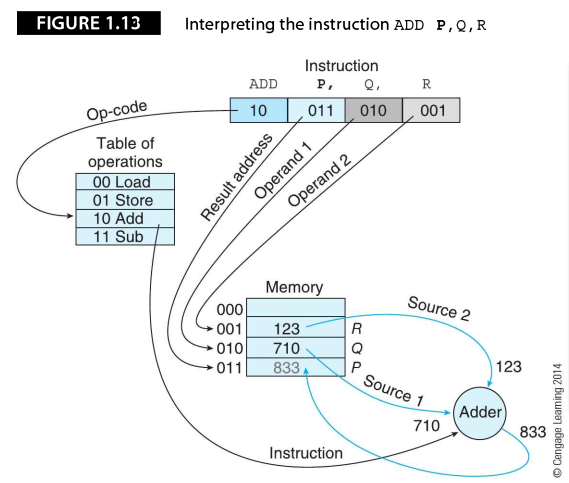 FIGURE 1.13
Interpreting the instruction ADD P,Q,R
Instruction
ADD P, Q, R
10 011 010 001
Op-code
Result address
Operand 1
Operand 2
Table of
operations
00 Load
01 Store
10 Add
11 Sub
Memory
000
001 123 R
010 710 Q
011 833 P
Source 2
123
Source 1
710
Adder
833
Instruction
© Cengage Learning 2014